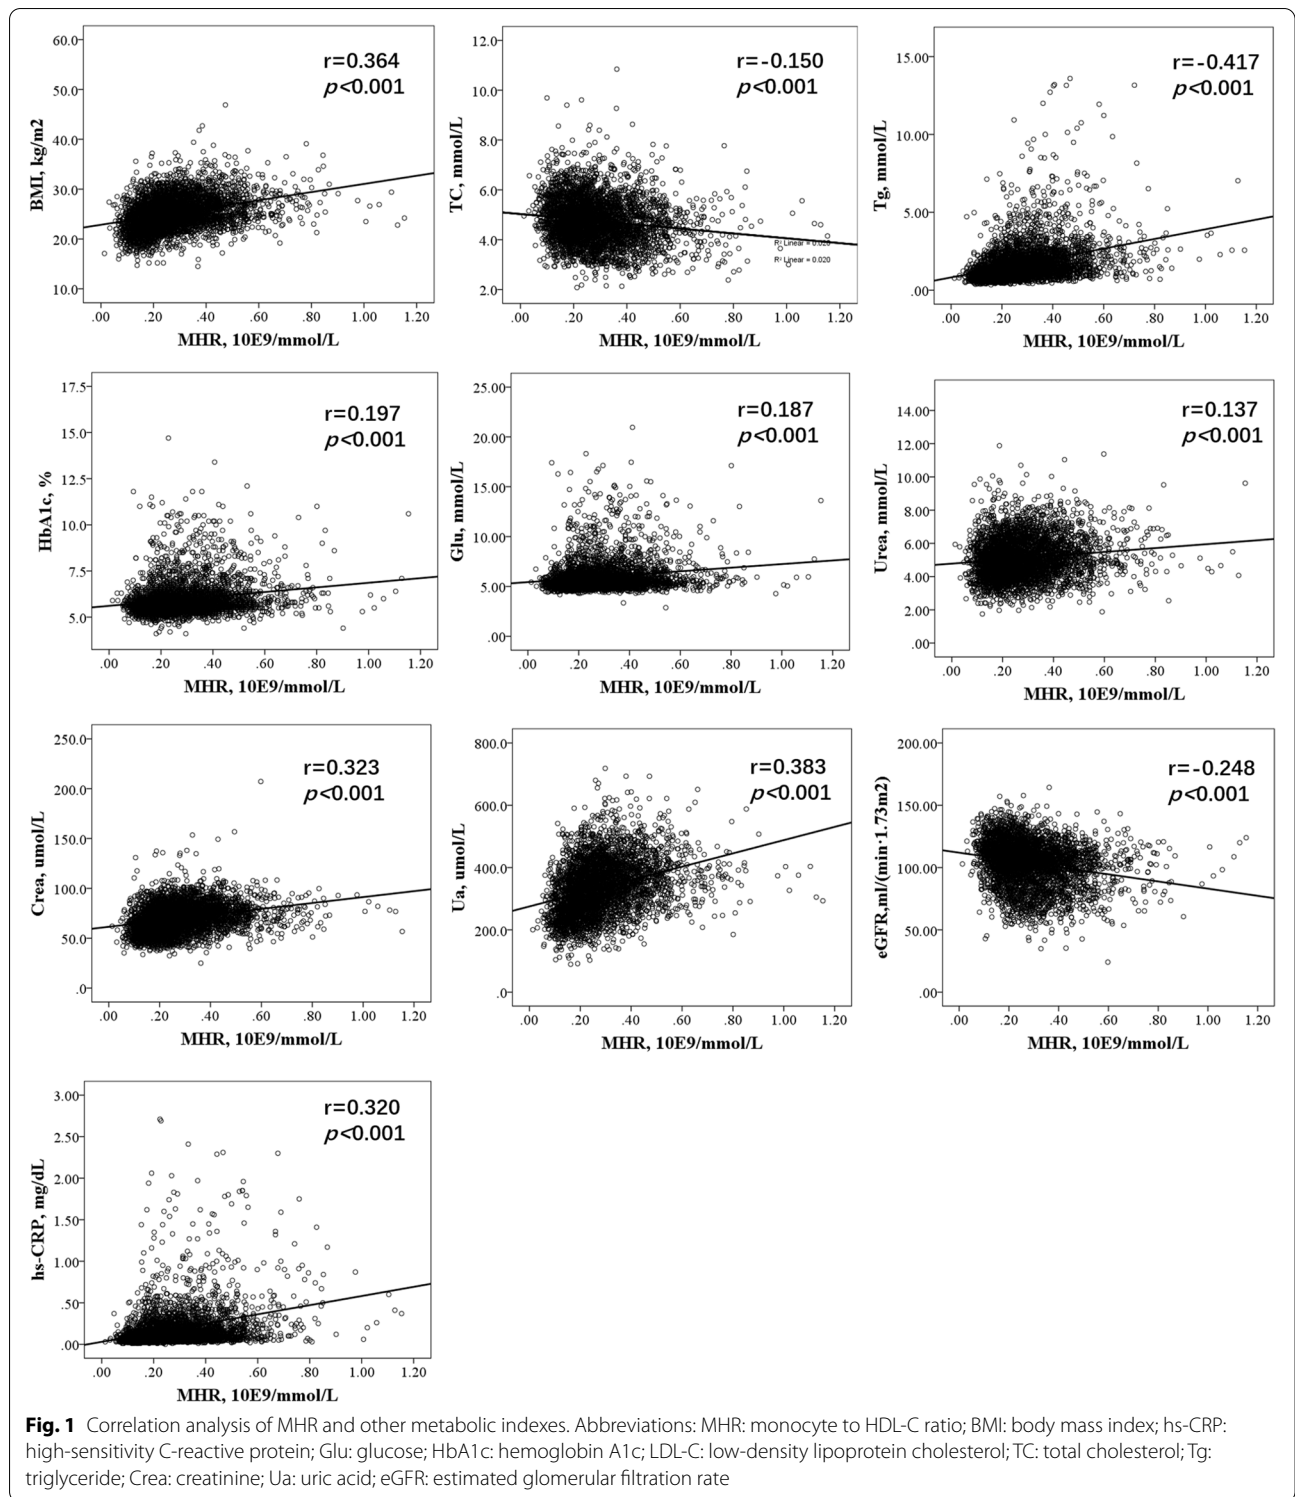 60.0
50.0
40.0
30.0
20.0
10.0
BMI, kg/m2
r=0.364
p<0.001
.00 .20 .40 .60 .80 1.00 1.20
MHR, 10E9/mmol/L
12.0
10.0
8.0
6.0
4.0
2.0
TC, mmol/L
r=-0.150
p<0.001
R² Linear = 0.020
R² Linear = 0.020
.00 .20 .40 .60 .80 1.00 1.20
MHR, 10E9/mmol/L
15.00
10.00
5.00
.00
Tg, mmol/L
r=-0.417
p<0.001
.00 .20 .40 .60 .80 1.00 1.20
MHR, 10E9/mmol/L
17.5
15.0
12.5
10.0
7.5
5.0
HbA1c, %
r=0.197
p<0.001
.00 .20 .40 .60 .80 1.00 1.20
MHR, 10E9/mmol/L
25.00
20.00
15.00
10.00
5.00
.00
Glu, mmol/L
r=0.187
p<0.001
.00 .20 .40 .60 .80 1.00 1.20
MHR, 10E9/mmol/L
14.00
12.00
10.00
8.00
6.00
4.00
2.00
.00
Urea, mmol/L
r=0.137
p<0.001
.00 .20 .40 .60 .80 1.00 1.20
MHR, 10E9/mmol/L
250.0
200.0
150.0
100.0
50.0
.0
Crea, umol/L
r=0.323
p<0.001
.00 .20 .40 .60 .80 1.00 1.20
MHR, 10E9/mmol/L
800.0
600.0
400.0
200.0
.0
Ua, umol/L
r=0.383
p<0.001
.00 .20 .40 .60 .80 1.00 1.20
MHR, 10E9/mmol/L
200.00
150.00
100.00
50.00
.00
eGFR,ml/(min·1.73m2)
r=-0.248
p<0.001
.00 .20 .40 .60 .80 1.00 1.20
MHR, 10E9/mmol/L
3.00
2.50
2.00
1.50
1.00
.50
.00
hs-CRP, mg/dL
r=0.320
p<0.001
.00 .20 .40 .60 .80 1.00 1.20
MHR, 10E9/mmol/L
Fig. 1 Correlation analysis of MHR and other metabolic indexes. Abbreviations: MHR: monocyte to HDL-C ratio; BMI: body mass index; hs-CRP:
high-sensitivity C-reactive protein; Glu: glucose; HbA1c: hemoglobin A1c; LDL-C: low-density lipoprotein cholesterol; TC: total cholesterol; Tg:
triglyceride; Crea: creatinine; Ua: uric acid; eGFR: estimated glomerular filtration rate